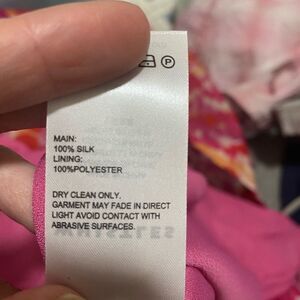 MAIN:
100% SILK
LINING:
100%POLYESTER
DRY CLEAN ONLY.
GARMENT MAY FADE IN DIRECT
LIGHT AVOID CONTACT WITH
ABRASIVE SURFACES.